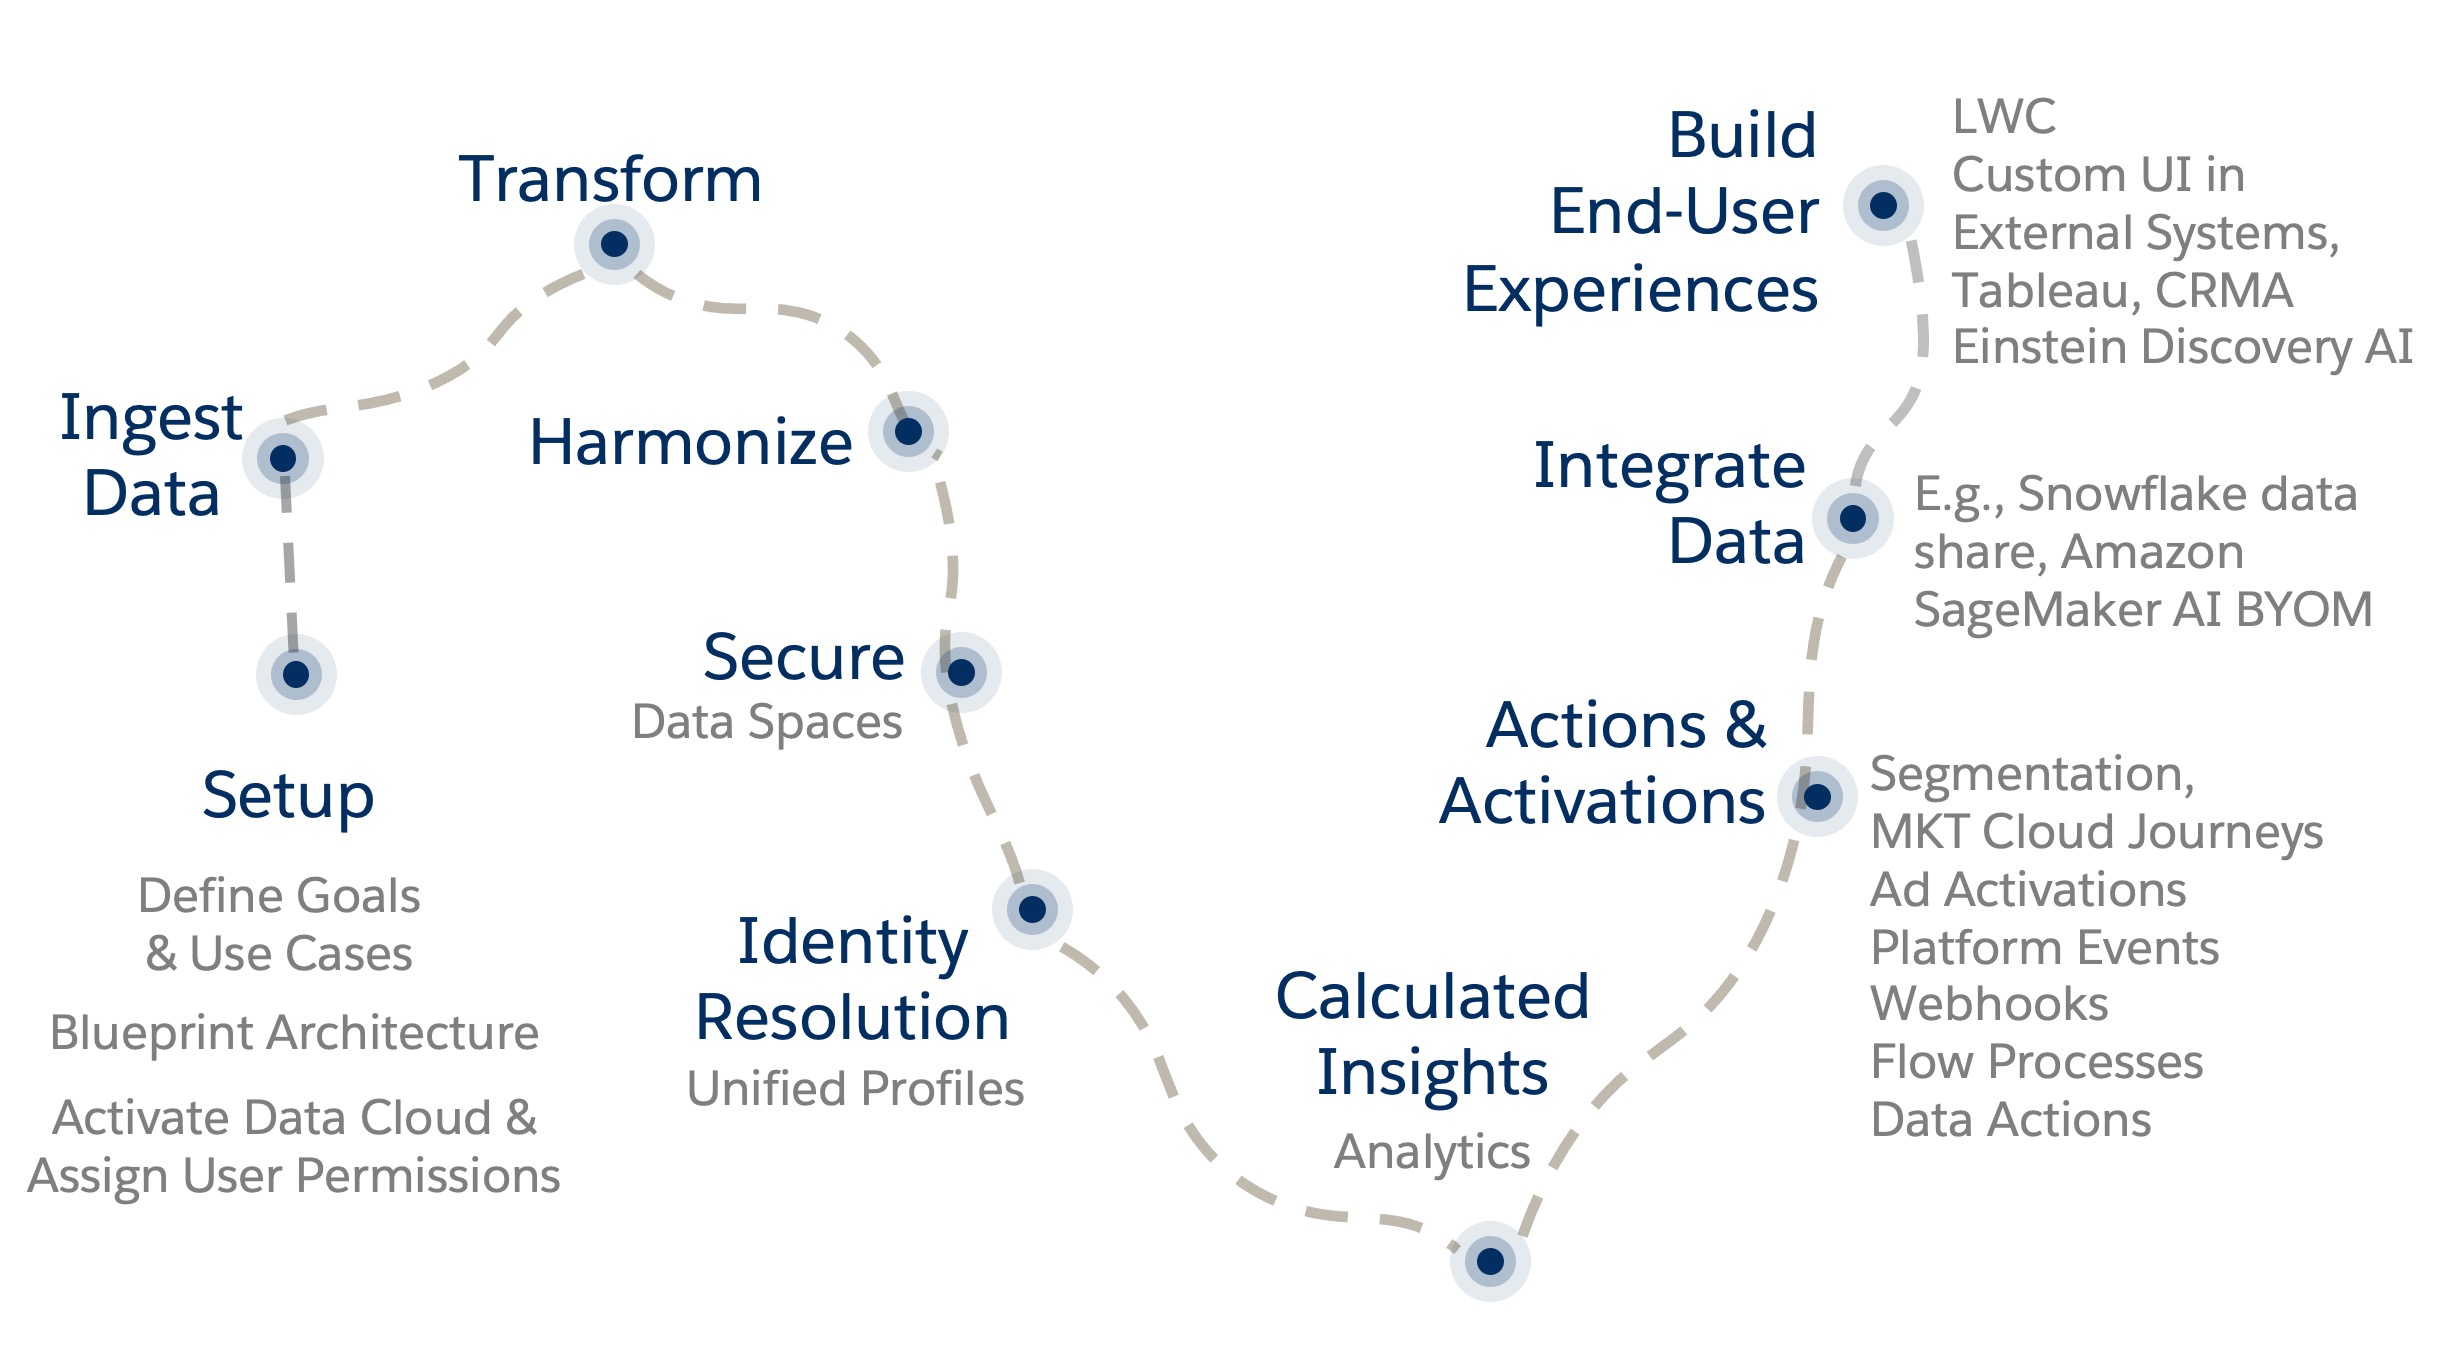 Transform
Ingest
Data
Setup
Define Goals
& Use Cases
Blueprint Architecture
Activate Data Cloud &
Assign User Permissions
Harmonize
Secure
Data Spaces
Identity
Resolution
Unified Profiles
Calculated
Insights
Analytics
Actions &
Activations
Segmentation,
MKT Cloud Journeys
Ad Activations
Platform Events
Webhooks
Flow Processes
Data Actions
Integrate
Data
E.g., Snowflake data
share, Amazon
SageMaker AI BYOM
Build
End-User
Experiences
LWC
Custom UI in
External Systems,
Tableau, CRMA
Einstein Discovery AI